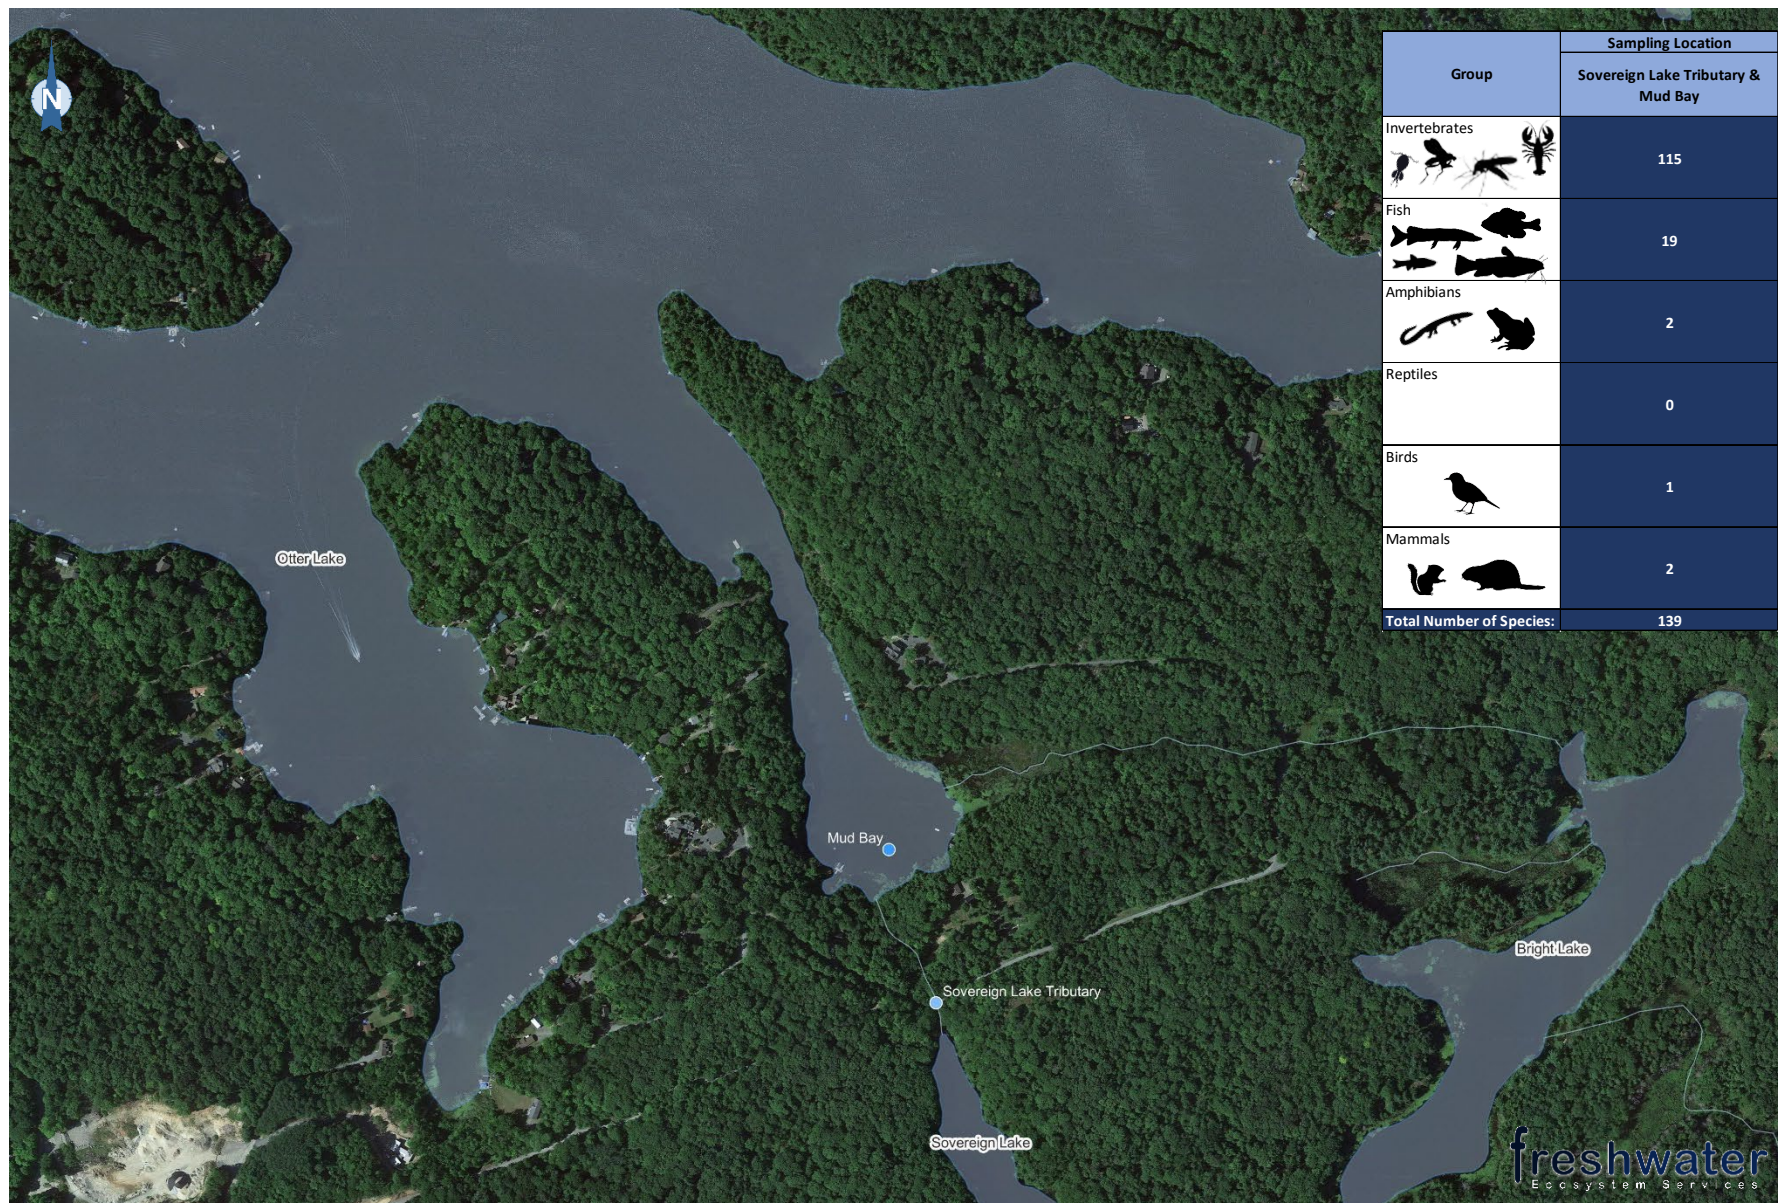 N
Group
Sampling Location
Sovereign Lake Tributary &
Mud Bay
Invertebrates
115
Fish
19
Amphibians
2
Reptiles
0
Birds
1
Mammals
2
Total Number of Species:
139
Otter Lake
Mud Bay
Bright Lake
Sovereign Lake Tributary
Sovereign Lake
freshwater
Ecosystem Services